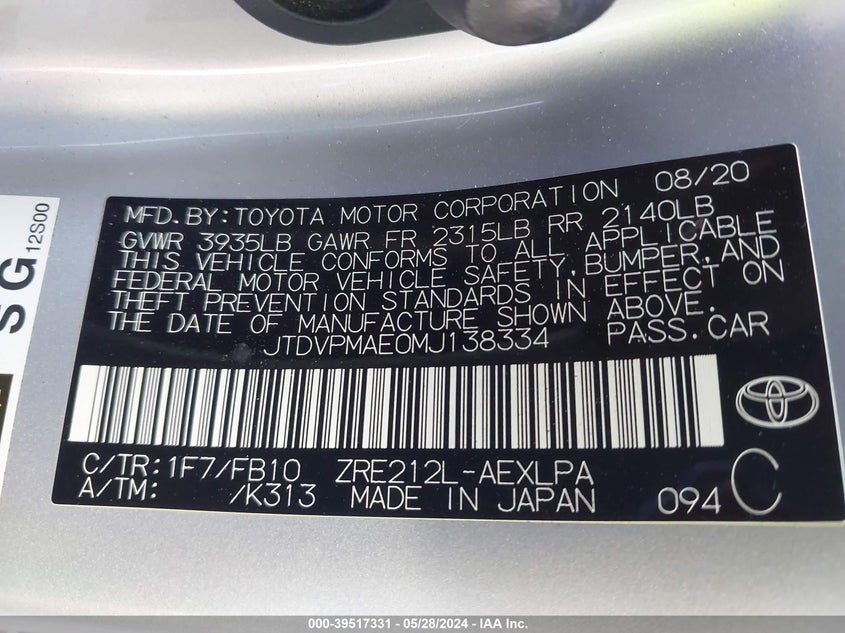 MFD.BY:TOYOTA MOTOR CORPORATION 08/20
GVWR 3935LB GAWR FR 2315LB RR 2140LB
THIS VEHICLE CONFORMS TO ALL APPLICABLE
FEDERAL MOTOR VEHICLE SAFETY,BUMPER,AND
THEFT PREVENTION STANDARDS IN EFFECT ON
THE DATE OF MANUFACTURE SHOWN ABOVE.
JTDVPMAE0MJ138334 PASS.CAR
C/TR:1F7/FB10 ZRE212L-AEXLPA
A/TM: /K313 MADE IN JAPAN 094 C
SG
12S00
000-39517331 - 05/28/2024 - IAA Inc.